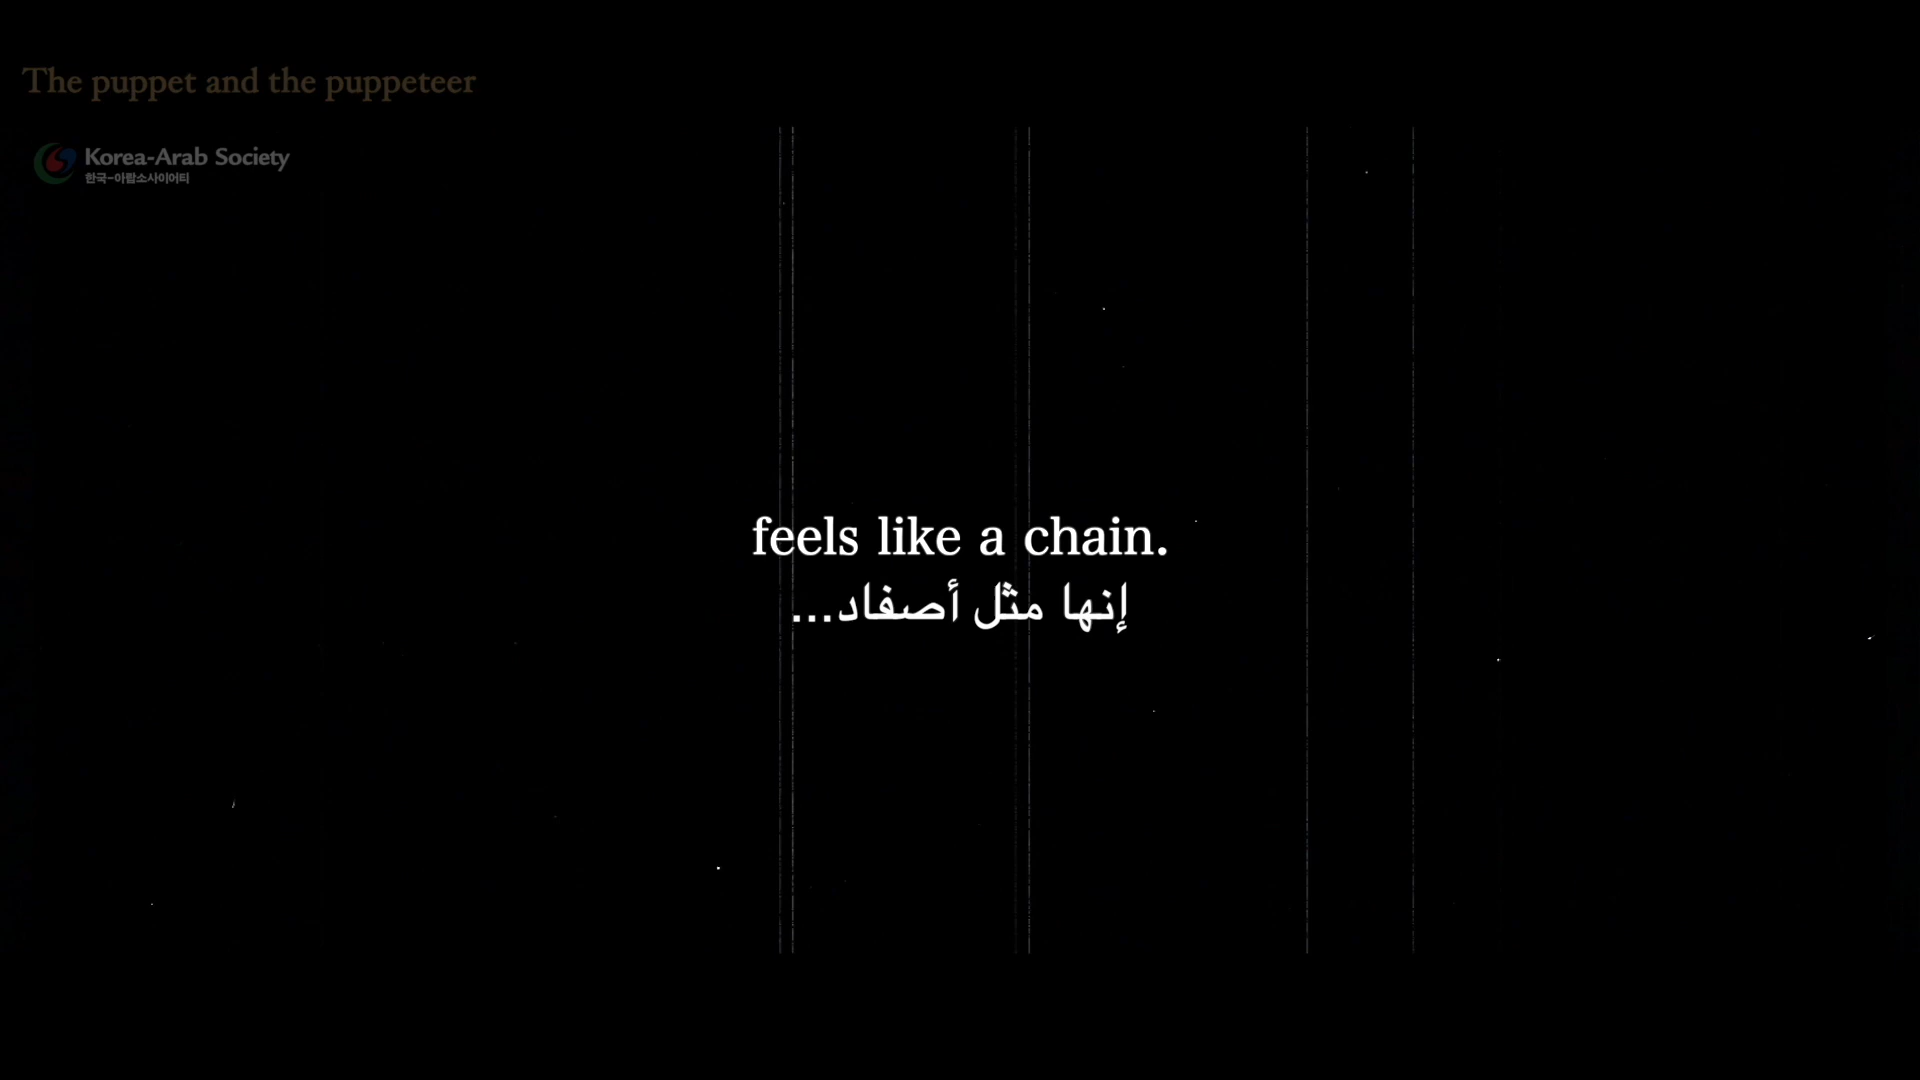 The puppet and the puppeteer
Korea-Arab Society
한국-아랍소사이어티
feels like a chain.
إنها مثل أصفاد...